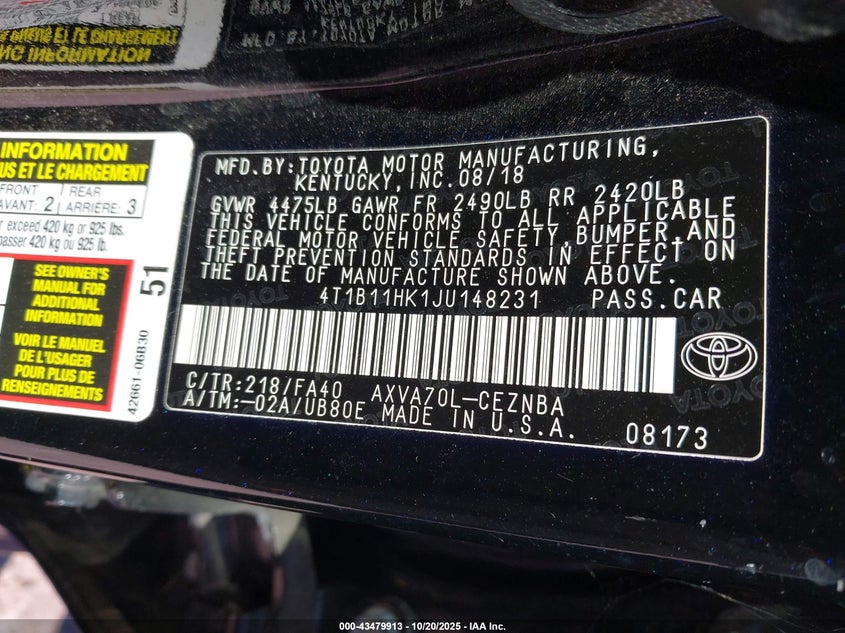 INFORMATION
US ET LE CHARGEMENT
FRONT
AVANT: 2
REAR
ARRIÈRE: 3
exceed 420 kg or 925 lbs.
passer 420 kg ou 925 lb.
SEE OWNER'S
MANUAL FOR
ADDITIONAL
INFORMATION
VOIR LE MANUEL
DE L'USAGER
POUR PLUS DE
RENSEIGNEMENTS
51
42661-06B30
MFD.BY:TOYOTA MOTOR MANUFACTURING,
KENTUCKY,INC.08/18
GVWR 4475LB GAWR FR 2490LB RR 2420LB
THIS VEHICLE CONFORMS TO ALL APPLICABLE
FEDERAL MOTOR VEHICLE SAFETY,BUMPER,AND
THEFT PREVENTION STANDARDS IN EFFECT ON
THE DATE OF MANUFACTURE SHOWN ABOVE.
4T1B11HK1JU148231 PASS.CAR
C/TR:218/FA40 AXVA70L-CEZNBA
A/TM:-02A/UB80E MADE IN U.S.A. 08173
000-43479913 - 10/20/2025 - IAA Inc.